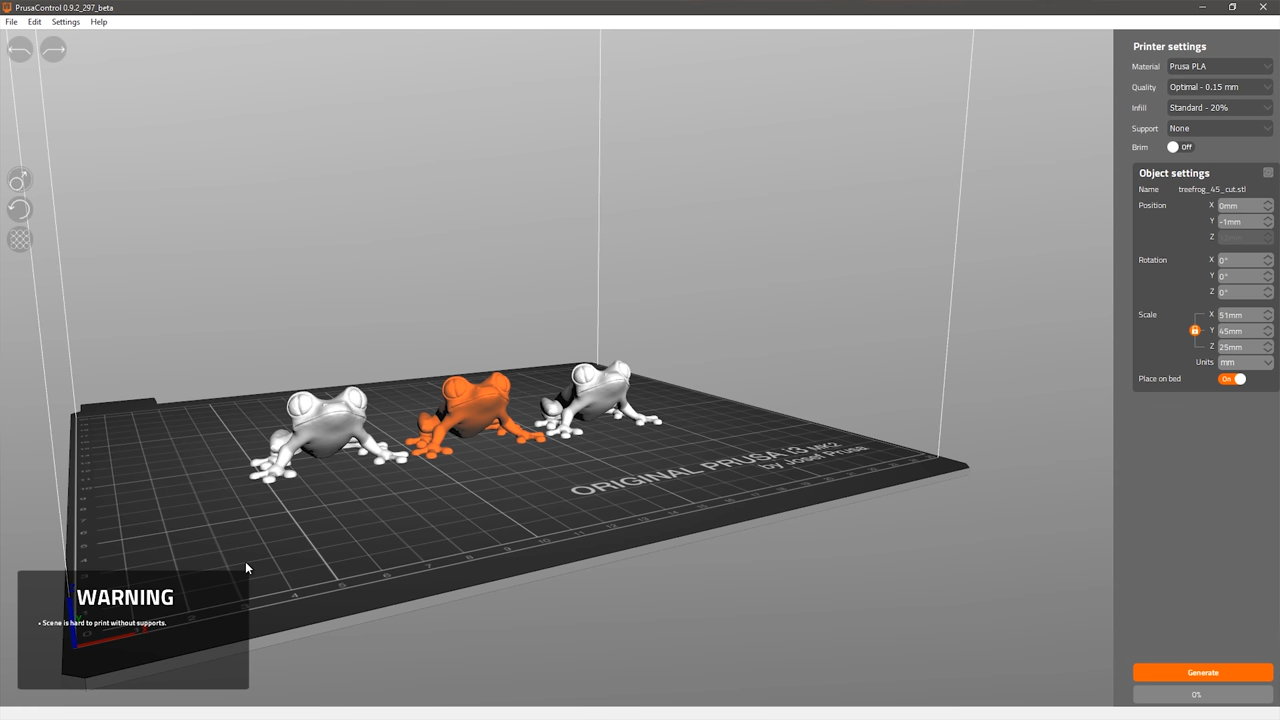 PrusaControl 0.9.2_297_beta
File Edit Settings Help
Printer settings
Material Prusa PLA
Quality Optimal - 0.15 mm
Infill Standard - 20%
Support None
Brim Off
Object settings
Name treefrog_45_cut.stl
Position X 0mm
Y -1mm
Z
Rotation X 0°
Y 0°
Z 0°
Scale X 51mm
Y 45mm
Z 25mm
Units mm
Place on bed On
ORIGINAL PRUSA i3 MK2
by Josef Prusa
WARNING
• Scene is hard to print without supports.
Generate
0%